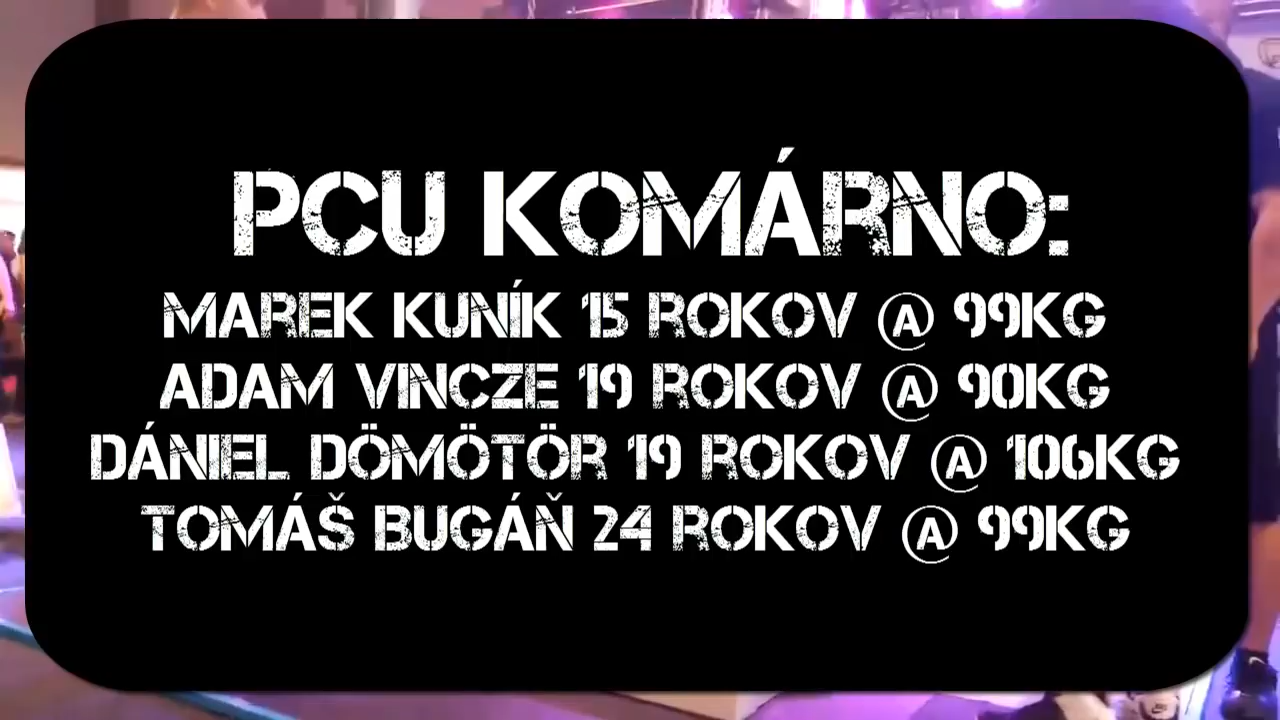 PCU KOMÁRNO:
MAREK KUNÍK 15 ROKOV @ 99KG
ADAM VINCZE 19 ROKOV @ 90KG
DÁNIEL DÖMÖTÖR 19 ROKOV @ 106KG
TOMÁŠ BUGÁŇ 24 ROKOV @ 99KG